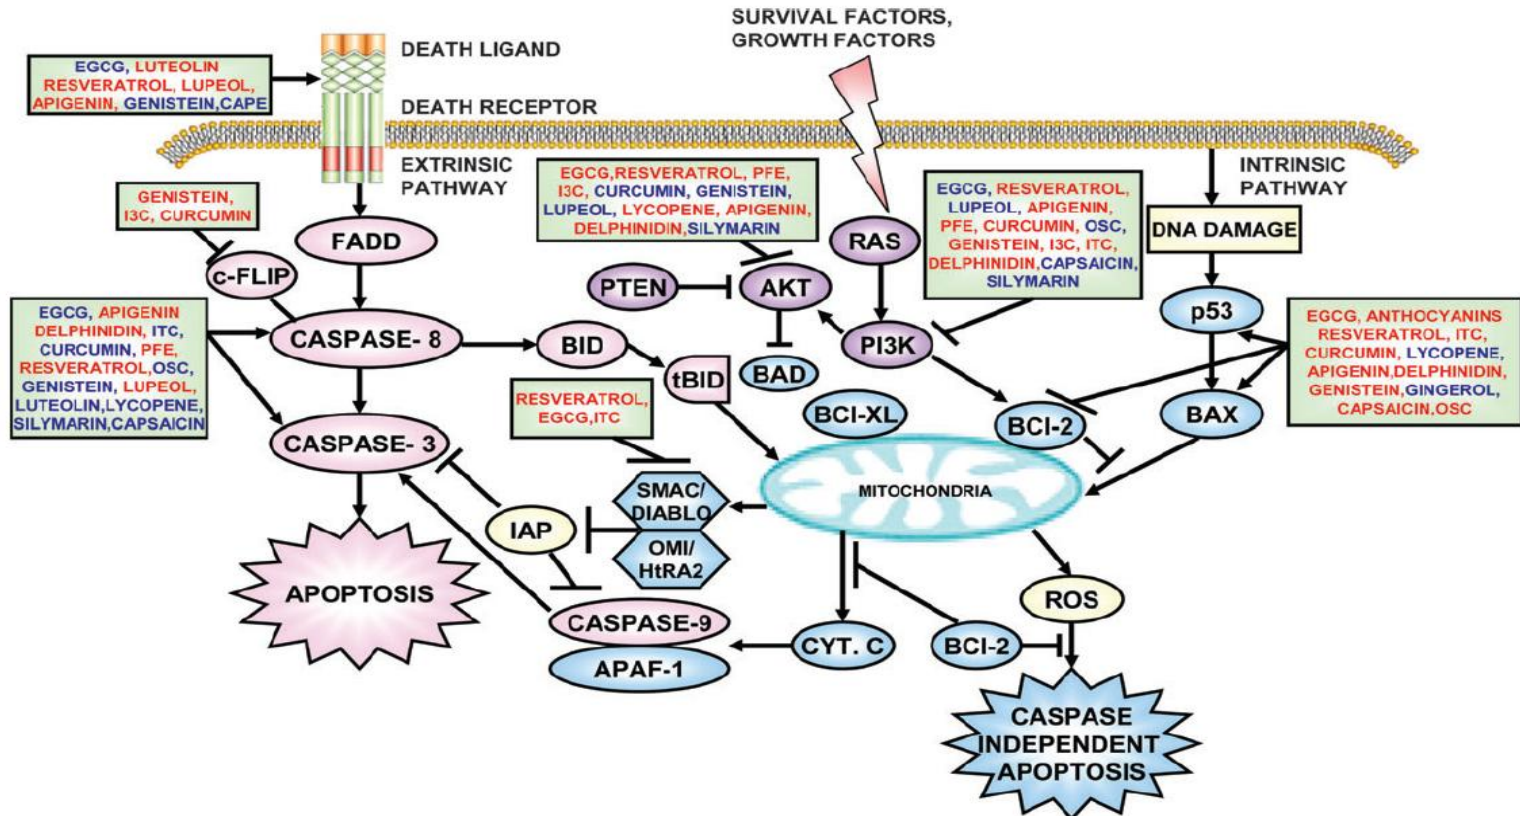 SURVIVAL FACTORS,
GROWTH FACTORS
DEATH LIGAND
EGCG, LUTEOLIN
RESVERATROL, LUPEOL,
APIGENIN, GENISTEIN,CAPE
DEATH RECEPTOR
EXTRINSIC
PATHWAY
INTRINSIC
PATHWAY
GENISTEIN,
I3C, CURCUMIN
EGCG,RESVERATROL, PFE,
I3C, CURCUMIN, GENISTEIN,
LUPEOL, LYCOPENE, APIGENIN,
DELPHINIDIN,SILYMARIN
EGCG, RESVERATROL,
LUPEOL, APIGENIN,
PFE, CURCUMIN, OSC,
GENISTEIN, I3C, ITC,
DELPHINIDIN,CAPSAICIN,
SILYMARIN
DNA DAMAGE
FADD
RAS
c-FLIP
PTEN
AKT
p53
EGCG, APIGENIN
DELPHINIDIN, ITC,
CURCUMIN, PFE,
RESVERATROL,OSC,
GENISTEIN, LUPEOL,
LUTEOLIN,LYCOPENE,
SILYMARIN,CAPSAICIN
CASPASE- 8
BID
tBID
BAD
PI3K
EGCG, ANTHOCYANINS
RESVERATROL, ITC,
CURCUMIN, LYCOPENE,
APIGENIN,DELPHINIDIN,
GENISTEIN,GINGEROL,
CAPSAICIN,OSC
RESVERATROL,
EGCG,ITC
BCI-XL
BCI-2
BAX
CASPASE- 3
MITOCHONDRIA
SMAC/
DIABLO
IAP
OMI/
HtRA2
APOPTOSIS
ROS
CASPASE-9
APAF-1
CYT. C
BCI-2
CASPASE
INDEPENDENT
APOPTOSIS